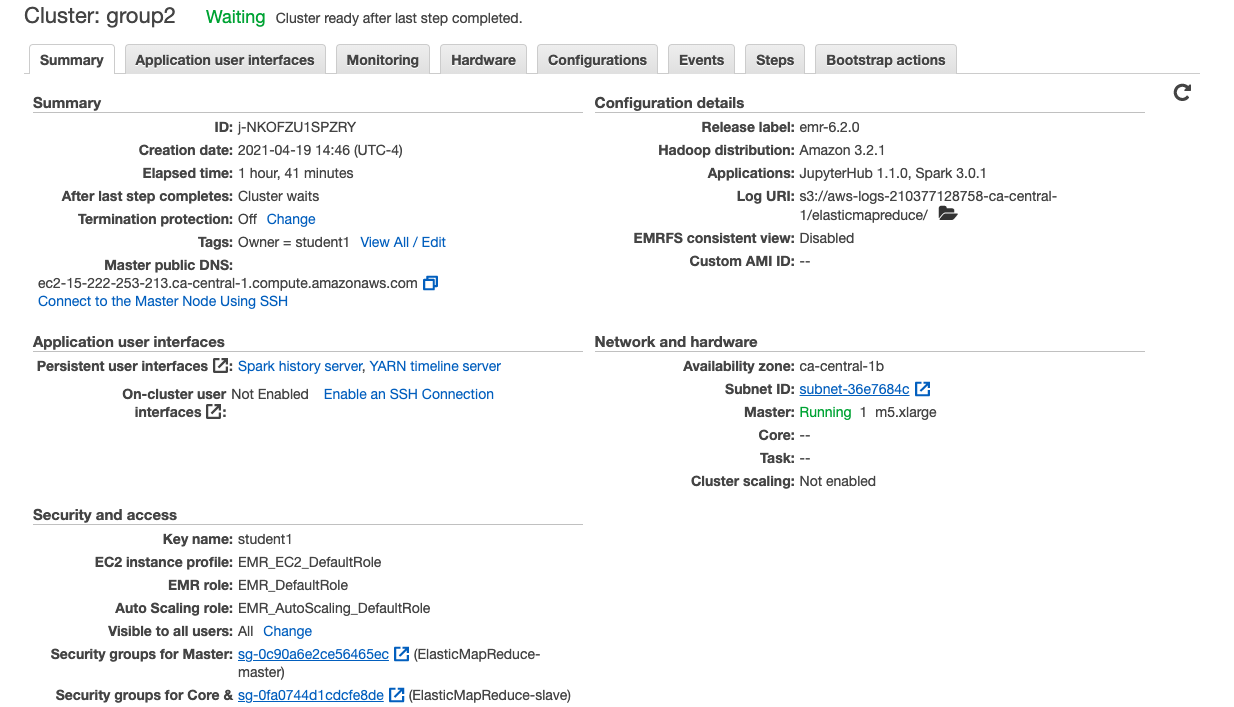 Cluster: group2 Waiting Cluster ready after last step completed.
Summary Application user interfaces Monitoring Hardware Configurations Events Steps Bootstrap actions
Summary
ID: j-NKOFZU1SPZRY
Creation date: 2021-04-19 14:46 (UTC-4)
Elapsed time: 1 hour, 41 minutes
After last step completes: Cluster waits
Termination protection: Off Change
Tags: Owner = student1 View All / Edit
Master public DNS:
ec2-15-222-253-213.ca-central-1.compute.amazonaws.com
Connect to the Master Node Using SSH
Configuration details
Release label: emr-6.2.0
Hadoop distribution: Amazon 3.2.1
Applications: JupyterHub 1.1.0, Spark 3.0.1
Log URI: s3://aws-logs-210377128758-ca-central-
1/elasticmapreduce/
EMRFS consistent view: Disabled
Custom AMI ID: --
Application user interfaces
Persistent user interfaces : Spark history server, YARN timeline server
On-cluster user Not Enabled Enable an SSH Connection
interfaces :
Network and hardware
Availability zone: ca-central-1b
Subnet ID: subnet-36e7684c
Master: Running 1 m5.xlarge
Core: --
Task: --
Cluster scaling: Not enabled
Security and access
Key name: student1
EC2 instance profile: EMR_EC2_DefaultRole
EMR role: EMR_DefaultRole
Auto Scaling role: EMR_AutoScaling_DefaultRole
Visible to all users: All Change
Security groups for Master: sg-0c90a6e2ce56465ec (ElasticMapReduce-
master)
Security groups for Core & sg-0fa0744d1cdcfe8de (ElasticMapReduce-slave)